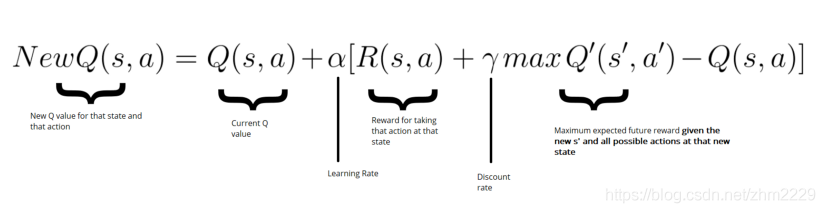 NewQ(s, a) = Q(s, a) + α[R(s, a) + γ max Q′(s′, a′) − Q(s, a)]
New Q value for that state and
that action
Current Q
value
Learning Rate
Reward for taking
that action at that
state
Discount
rate
Maximum expected future reward given the
new s' and all possible actions at that new
state
https://blog.csdn.net/zhm2229